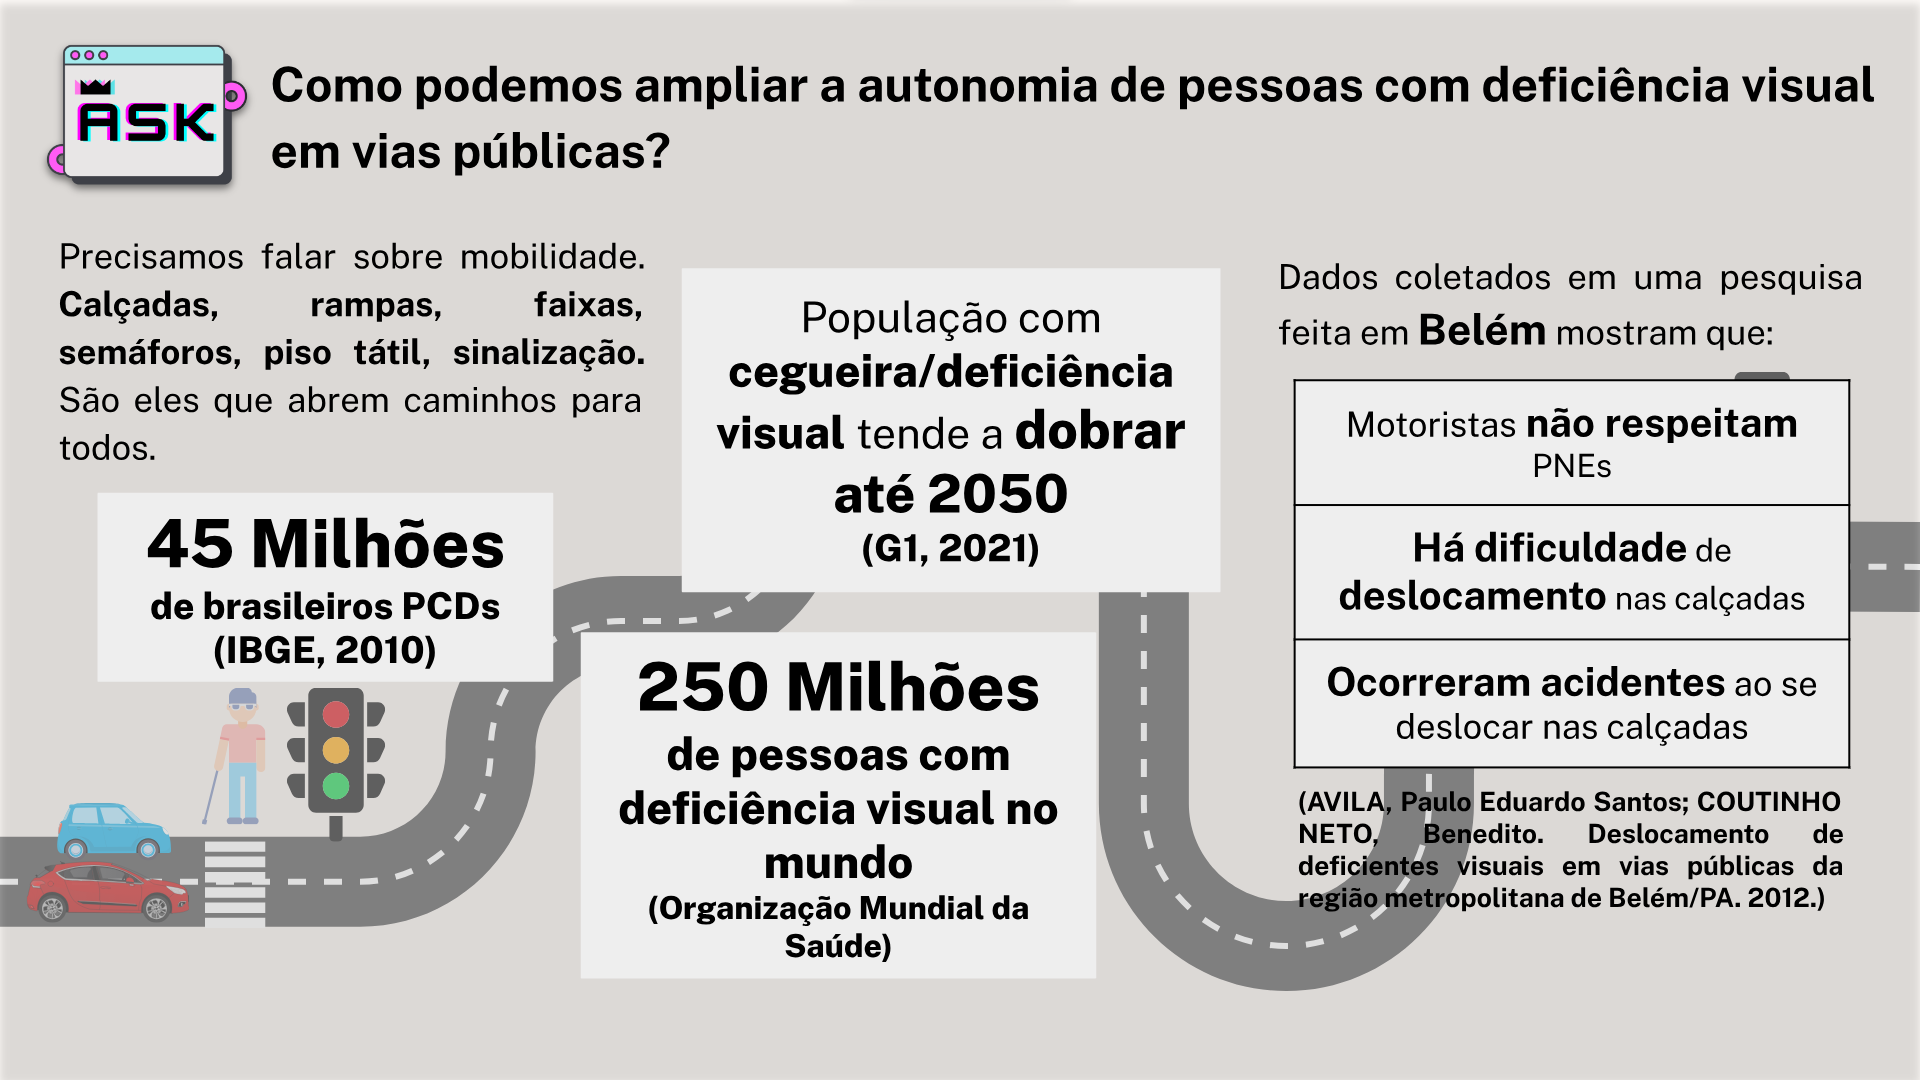 ASK
Como podemos ampliar a autonomia de pessoas com deficiência visual
em vias públicas?
Precisamos falar sobre mobilidade.
Calçadas, rampas, faixas,
semáforos, piso tátil, sinalização.
São eles que abrem caminhos para
todos.
45 Milhões
de brasileiros PCDs
(IBGE, 2010)
População com
cegueira/deficiência
visual tende a dobrar
até 2050
(G1, 2021)
250 Milhões
de pessoas com
deficiência visual no
mundo
(Organização Mundial da
Saúde)
Dados coletados em uma pesquisa
feita em Belém mostram que:
Motoristas não respeitam
PNEs
Há dificuldade de
deslocamento nas calçadas
Ocorreram acidentes ao se
deslocar nas calçadas
(AVILA, Paulo Eduardo Santos; COUTINHO
NETO, Benedito. Deslocamento de
deficientes visuais em vias públicas da
região metropolitana de Belém/PA. 2012.)